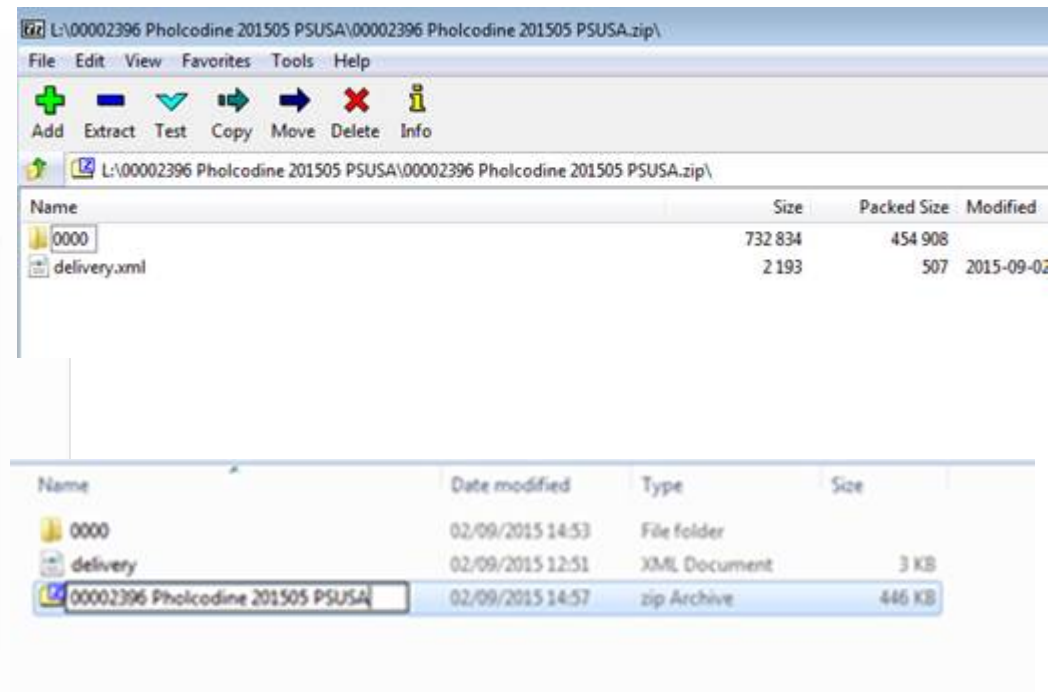 L:\00002396 Pholcodine 201505 PSUSA\00002396 Pholcodine 201505 PSUSA.zip\
File Edit View Favorites Tools Help
Add Extract Test Copy Move Delete Info
L:\00002396 Pholcodine 201505 PSUSA\00002396 Pholcodine 201505 PSUSA.zip\
Name Size Packed Size Modified
0000 732 834 454 908
delivery.xml 2 193 507 2015-09-02
Name Date modified Type Size
0000 02/09/2015 14:53 File folder
delivery 02/09/2015 12:51 XML Document 3 KB
00002396 Pholcodine 201505 PSUSA 02/09/2015 14:57 zip Archive 446 KB